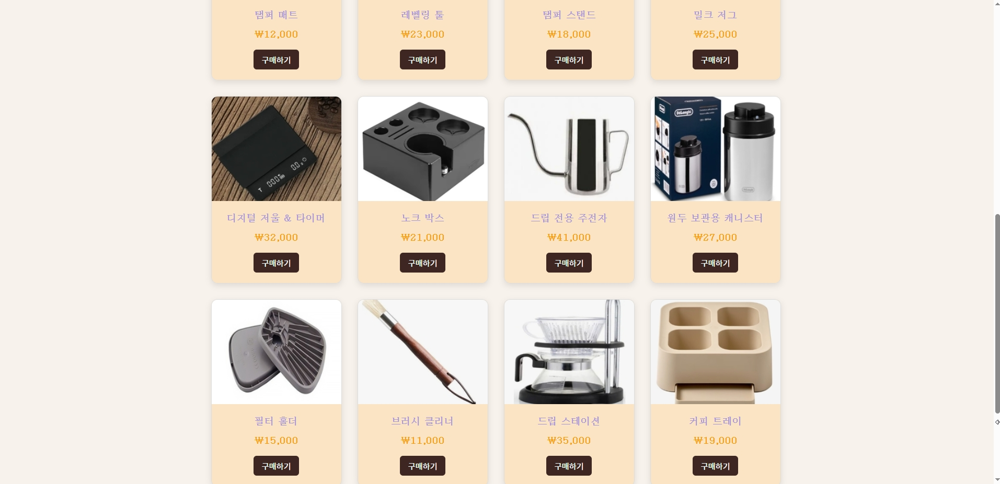 탬퍼 매트
레벨링 툴
탬퍼 스탠드
밀크 저그
₩12,000
₩23,000
₩18,000
₩25,000
구매하기
구매하기
구매하기
구매하기
T 0:00 0.0g
DeLonghi
DeLonghi
디지털 저울 & 타이머
노크 박스
드립 전용 주전자
원두 보관용 캐니스터
₩32,000
₩21,000
₩41,000
₩27,000
구매하기
구매하기
구매하기
구매하기
필터 홀더
브러시 클리너
드립 스테이션
커피 트레이
₩15,000
₩11,000
₩35,000
₩19,000
구매하기
구매하기
구매하기
구매하기